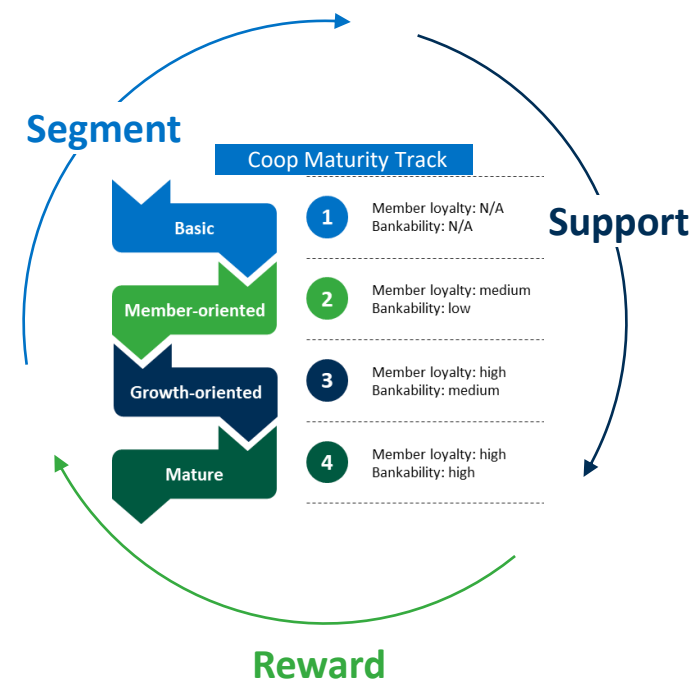 Segment
Coop Maturity Track
Basic
1
Member loyalty: N/A
Bankability: N/A
Support
Member-oriented
2
Member loyalty: medium
Bankability: low
Growth-oriented
3
Member loyalty: high
Bankability: medium
Mature
4
Member loyalty: high
Bankability: high
Reward